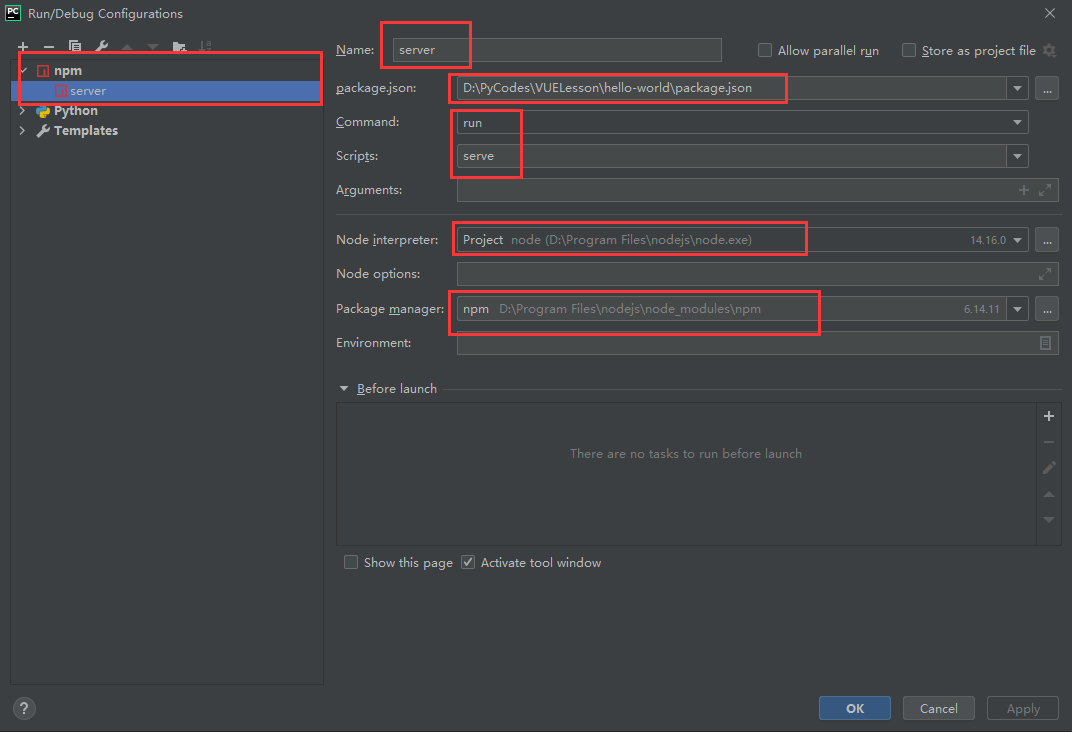 PC Run/Debug Configurations
npm
server
Python
Templates
Name: server Allow parallel run Store as project file
package.json: D:\PyCodes\VUELesson\hello-world\package.json ...
Command: run
Scripts: serve
Arguments:
Node interpreter: Project node (D:\Program Files\nodejs\node.exe) 14.16.0 ...
Node options:
Package manager: npm D:\Program Files\nodejs\node_modules\npm 6.14.11 ...
Environment:
Before launch
There are no tasks to run before launch
Show this page Activate tool window
? OK Cancel Apply